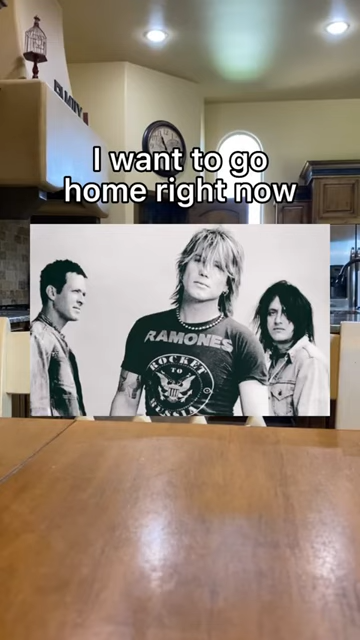 I want to go
home right now
RAMONES
ROCKET
TO
RUSSIA